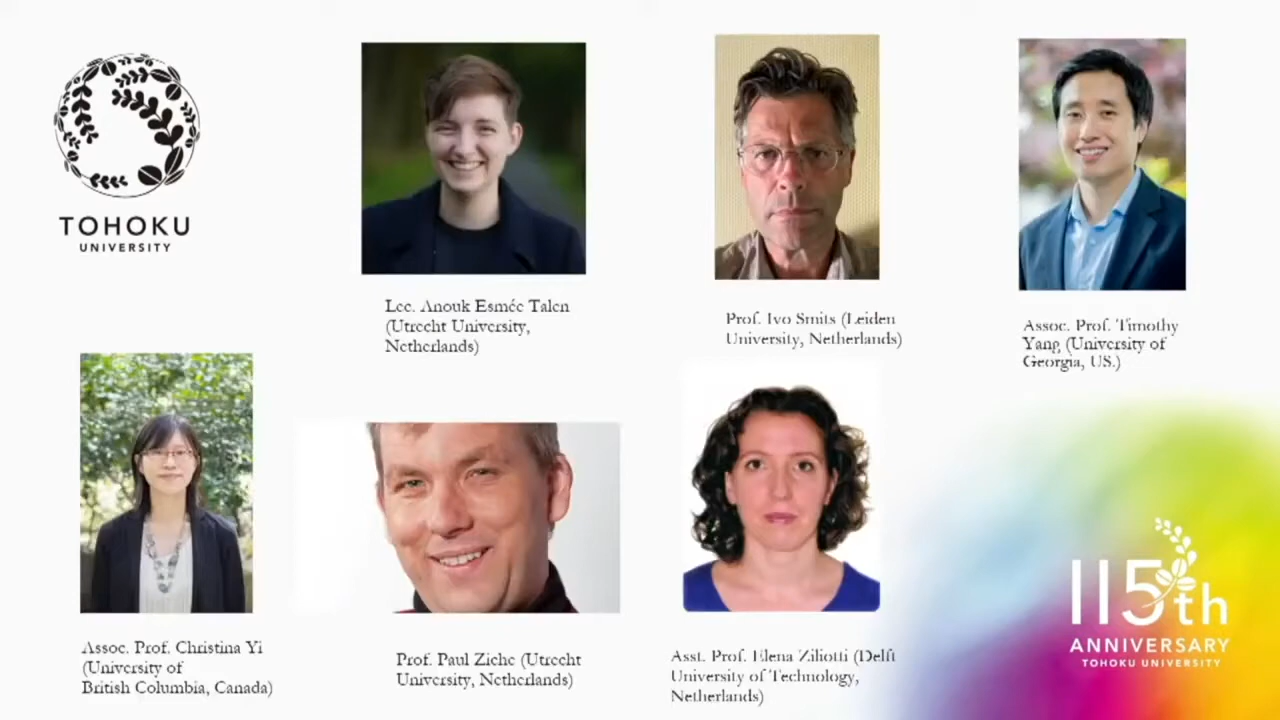 TOHOKU
UNIVERSITY
Lec. Anouk Esmée Talen
(Utrecht University,
Netherlands)
Prof. Ivo Smits (Leiden
University, Netherlands)
Assoc. Prof. Timothy
Yang (University of
Georgia, US.)
Assoc. Prof. Christina Yi
(University of
British Columbia, Canada)
Prof. Paul Ziche (Utrecht
University, Netherlands)
Asst. Prof. Elena Ziliotti (Delft
University of Technology,
Netherlands)
115th
ANNIVERSARY
TOHOKU UNIVERSITY